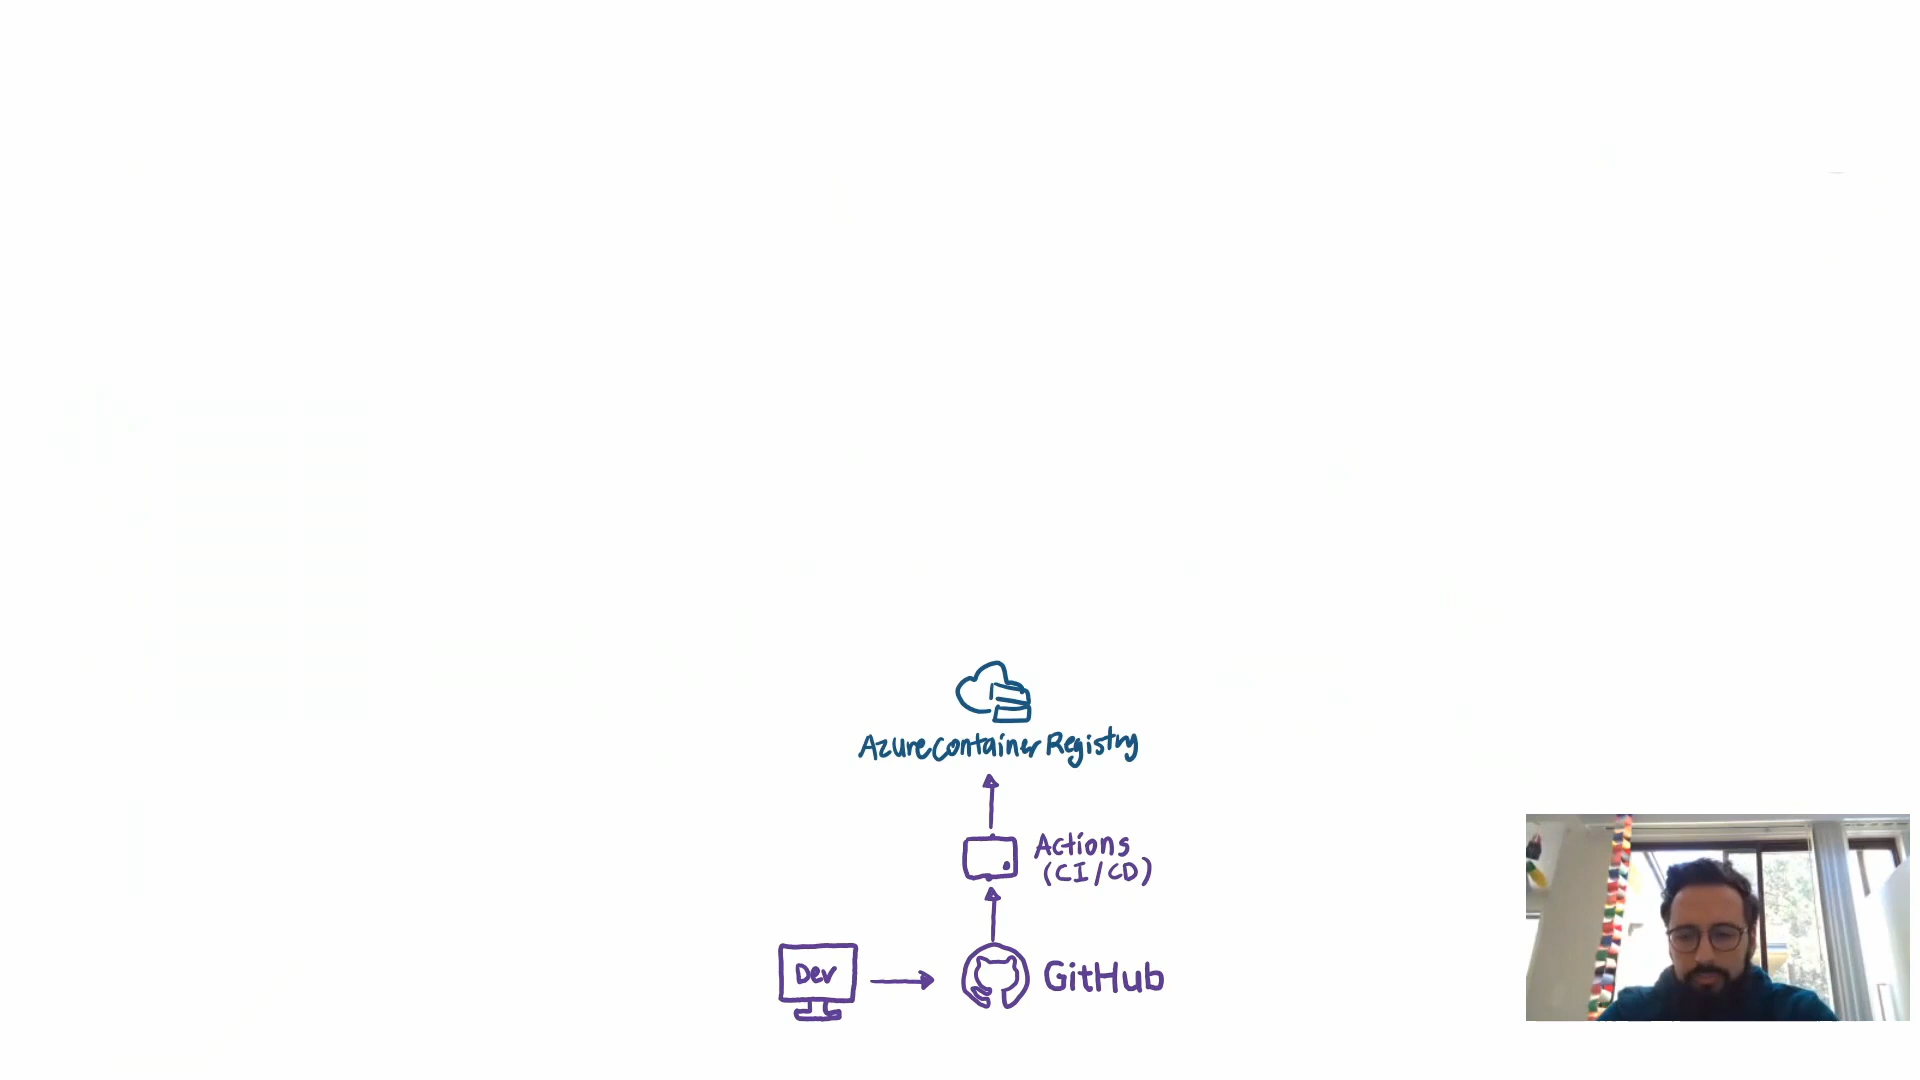 Azure Container Registry
Actions
(CI/CD)
Dev
GitHub